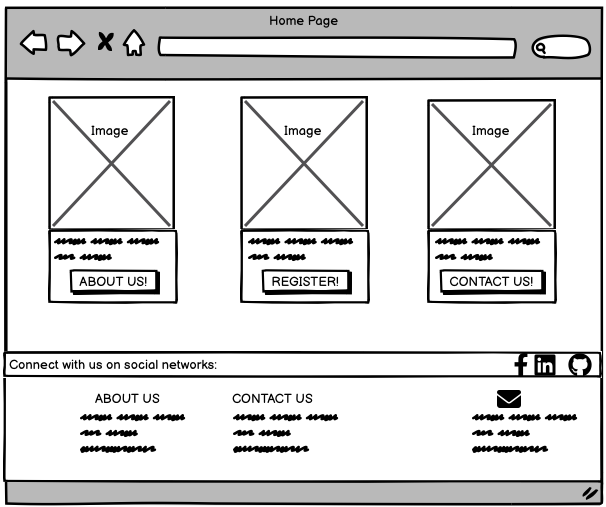 Home Page
Image
Image
Image
ABOUT US!
REGISTER!
CONTACT US!
Connect with us on social networks:
ABOUT US
CONTACT US